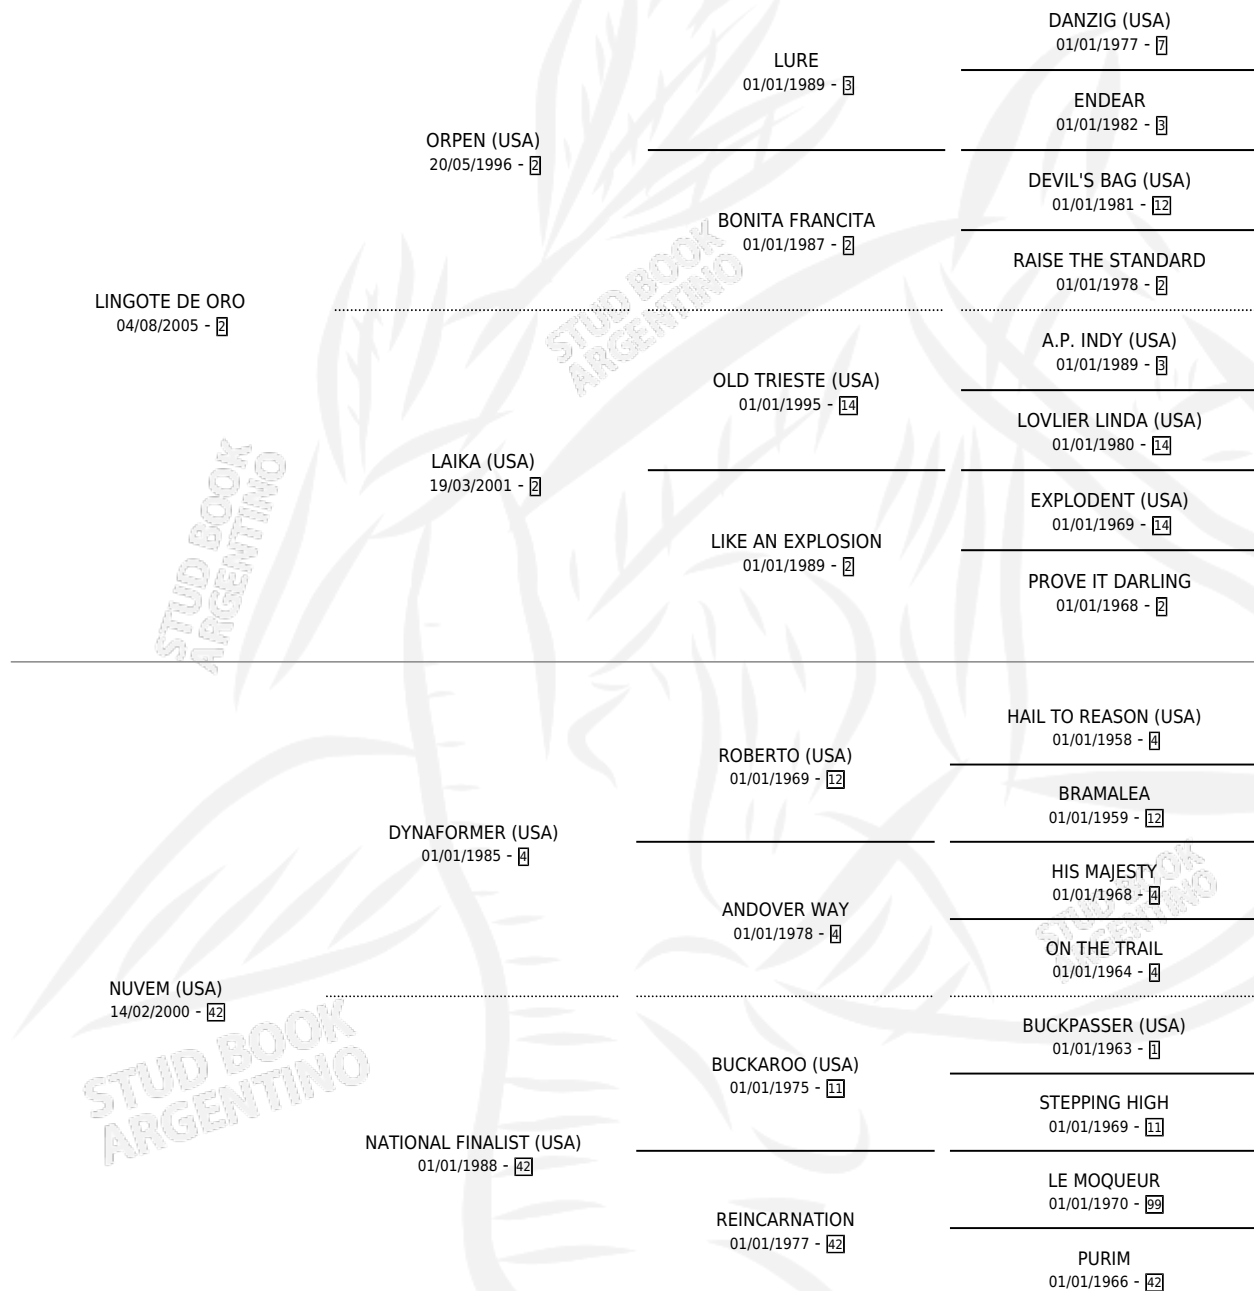 DANZIG (USA)
01/01/1977 - 7
LURE
01/01/1989 - 3
ENDEAR
01/01/1982 - 3
ORPEN (USA)
20/05/1996 - 2
DEVIL'S BAG (USA)
01/01/1981 - 12
BONITA FRANCITA
01/01/1987 - 2
RAISE THE STANDARD
01/01/1978 - 2
LINGOTE DE ORO
04/08/2005 - 2
STUD BOOK
ARGENTINO
A.P. INDY (USA)
01/01/1989 - 3
OLD TRIESTE (USA)
01/01/1995 - 14
LOVLIER LINDA (USA)
01/01/1980 - 14
LAIKA (USA)
19/03/2001 - 2
EXPLODENT (USA)
01/01/1969 - 14
LIKE AN EXPLOSION
01/01/1989 - 2
PROVE IT DARLING
01/01/1968 - 2
STUD BOOK
ARGENTINO
HAIL TO REASON (USA)
01/01/1958 - 4
ROBERTO (USA)
01/01/1969 - 12
BRAMALEA
01/01/1959 - 12
DYNAFORMER (USA)
01/01/1985 - 4
HIS MAJESTY
01/01/1968 - 4
ANDOVER WAY
01/01/1978 - 4
ON THE TRAIL
01/01/1964 - 4
STUD BOOK
ARGENTINO
NUVEM (USA)
14/02/2000 - 42
BUCKPASSER (USA)
01/01/1963 - 1
BUCKAROO (USA)
01/01/1975 - 11
STEPPING HIGH
01/01/1969 - 11
STUD BOOK
ARGENTINO
NATIONAL FINALIST (USA)
01/01/1988 - 42
LE MOQUEUR
01/01/1970 - 99
REINCARNATION
01/01/1977 - 42
PURIM
01/01/1966 - 42